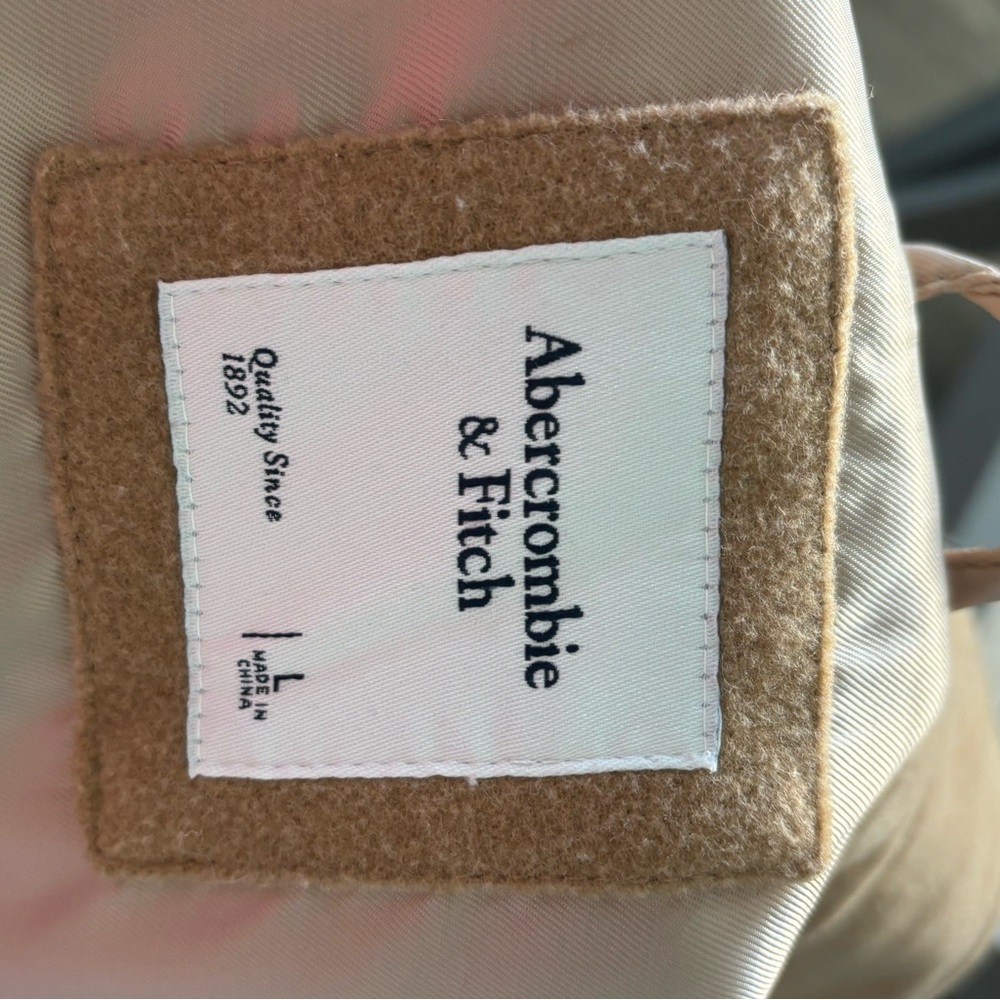 Abercrombie
& Fitch
Quality Since
1892
L
MADE IN
CHINA